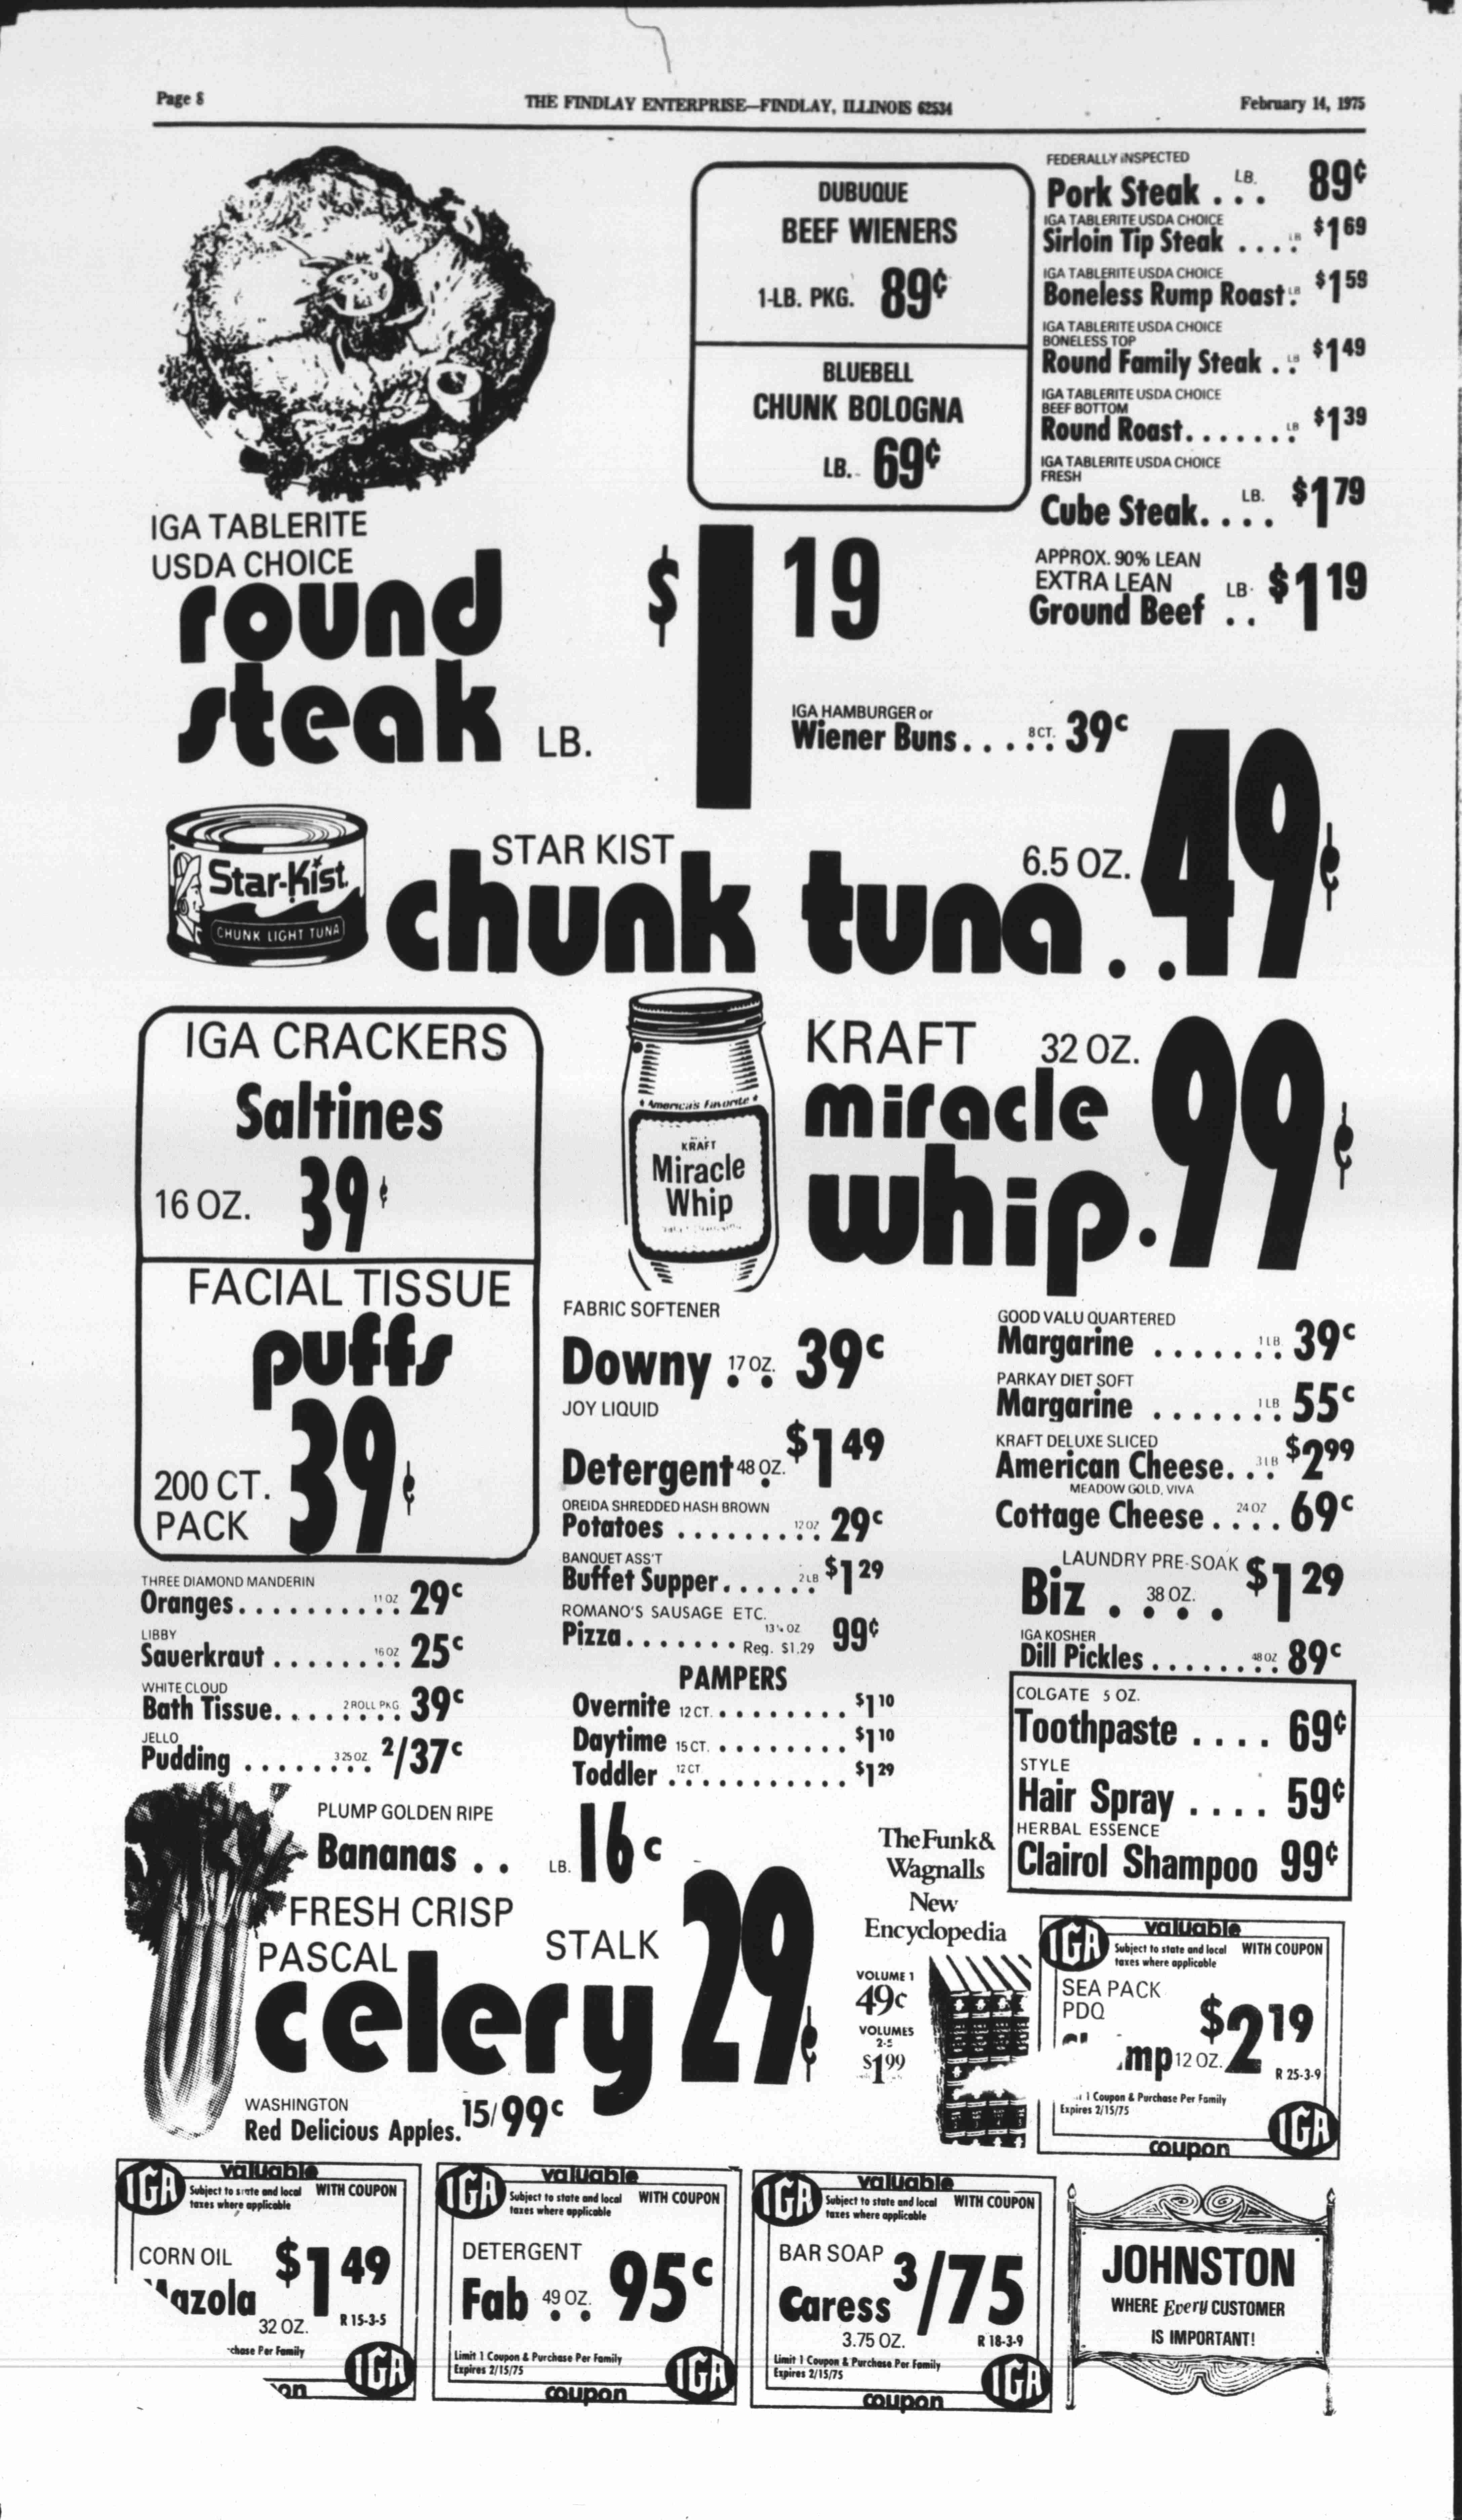 Page 8
THE FINDLAY ENTERPRISE—FINDLAY, ILLINOIS 62534
February 14, 1975
DUBUQUE
BEEF WIENERS
1-LB. PKG. 89¢
BLUEBELL
CHUNK BOLOGNA
LB. 69¢
FEDERALLY INSPECTED
Pork Steak . . . LB. 89¢
IGA TABLERITE USDA CHOICE
Sirloin Tip Steak . . . . LB $1 69
IGA TABLERITE USDA CHOICE
Boneless Rump Roast . LB $1 59
IGA TABLERITE USDA CHOICE
BONELESS TOP
Round Family Steak . . LB $1 49
IGA TABLERITE USDA CHOICE
BEEF BOTTOM
Round Roast. . . . . . . LB $1 39
IGA TABLERITE USDA CHOICE
FRESH
Cube Steak. . . . LB. $1 79
APPROX. 90% LEAN
EXTRA LEAN
Ground Beef . . LB. $1 19
IGA TABLERITE
USDA CHOICE
round
steak LB.
$1 19
IGA HAMBURGER or
Wiener Buns. . . . . . 8 CT. 39¢
Star-Kist
CHUNK LIGHT TUNA
STAR KIST
chunk tuna . . 6.5 OZ. 49¢
IGA CRACKERS
Saltines
16 OZ. 39¢
FACIAL TISSUE
puffs
200 CT.
PACK 39¢
America's Favorite
KRAFT
Miracle
Whip
KRAFT 32 OZ.
miracle
whip . 99¢
FABRIC SOFTENER
Downy . . 17 OZ. 39¢
JOY LIQUID
Detergent 48 OZ. $1 49
OREIDA SHREDDED HASH BROWN
Potatoes . . . . . . . . . 12 OZ 29¢
BANQUET ASS'T
Buffet Supper. . . . . . . 2 LB $1 29
ROMANO'S SAUSAGE ETC.
Pizza. . . . . . . 13¼ OZ Reg. $1.29 99¢
PAMPERS
Overnite 12 CT. . . . . . . . . $1 10
Daytime 15 CT. . . . . . . . . $1 10
Toddler 12 CT . . . . . . . . . . . $1 29
GOOD VALU QUARTERED
Margarine . . . . . . . 1 LB. 39¢
PARKAY DIET SOFT
Margarine . . . . . . . 1 LB 55¢
KRAFT DELUXE SLICED
American Cheese. . . . 3 LB $2 99
MEADOW GOLD, VIVA
Cottage Cheese . . . . 24 OZ 69¢
LAUNDRY PRE-SOAK
Biz . . . . 38 OZ. $1 29
IGA KOSHER
Dill Pickles . . . . . . . . 48 OZ 89¢
THREE DIAMOND MANDERIN
Oranges. . . . . . . . . . 11 OZ 29¢
LIBBY
Sauerkraut . . . . . . . . 16 OZ 25¢
WHITE CLOUD
Bath Tissue. . . . . . . . 2 ROLL PKG. 39¢
JELLO
Pudding . . . . . . . . 3.25 OZ. 2/37¢
COLGATE 5 OZ.
Toothpaste . . . . 69¢
STYLE
Hair Spray . . . . 59¢
HERBAL ESSENCE
Clairol Shampoo 99¢
PLUMP GOLDEN RIPE
Bananas . . LB. 16¢
FRESH CRISP
PASCAL
celery STALK 29¢
WASHINGTON
Red Delicious Apples. 15/99¢
The Funk &
Wagnalls
New
Encyclopedia
VOLUME 1
49¢
VOLUMES
2-5
$1 99
IGA valuable
Subject to state and local taxes where applicable WITH COUPON
SEA PACK
PDQ
mp 12 OZ. $2 19
R 25-3-9
1 Coupon & Purchase Per Family
Expires 2/15/75
coupon IGA
IGA valuable
Subject to state and local taxes where applicable WITH COUPON
CORN OIL
Mazola $1 49
32 OZ. R 15-3-5
chase Per Family
IGA
on
IGA valuable
Subject to state and local taxes where applicable WITH COUPON
DETERGENT
Fab . . 49 OZ. 95¢
Limit 1 Coupon & Purchase Per Family
Expires 2/15/75
coupon IGA
IGA valuable
Subject to state and local taxes where applicable WITH COUPON
BAR SOAP
Caress 3/75
3.75 OZ. R 18-3-9
Limit 1 Coupon & Purchase Per Family
Expires 2/15/75
coupon IGA
JOHNSTON
WHERE Every CUSTOMER
IS IMPORTANT!